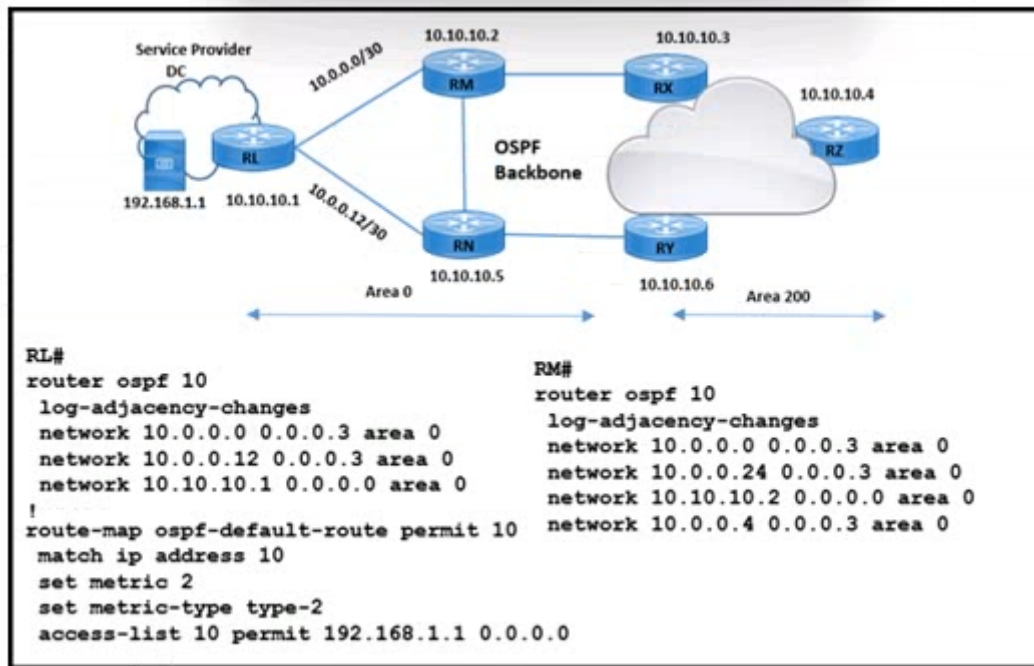 Service Provider
DC
192.168.1.1
RL
10.10.10.1
10.0.0.0/30
10.0.0.12/30
10.10.10.2
RM
RN
10.10.10.5
OSPF
Backbone
10.10.10.3
RX
RY
10.10.10.6
10.10.10.4
RZ
Area 0
Area 200
RL#
router ospf 10
log-adjacency-changes
network 10.0.0.0 0.0.0.3 area 0
network 10.0.0.12 0.0.0.3 area 0
network 10.10.10.1 0.0.0.0 area 0
!
route-map ospf-default-route permit 10
match ip address 10
set metric 2
set metric-type type-2
access-list 10 permit 192.168.1.1 0.0.0.0
RM#
router ospf 10
log-adjacency-changes
network 10.0.0.0 0.0.0.3 area 0
network 10.0.0.24 0.0.0.3 area 0
network 10.10.10.2 0.0.0.0 area 0
network 10.0.0.4 0.0.0.3 area 0